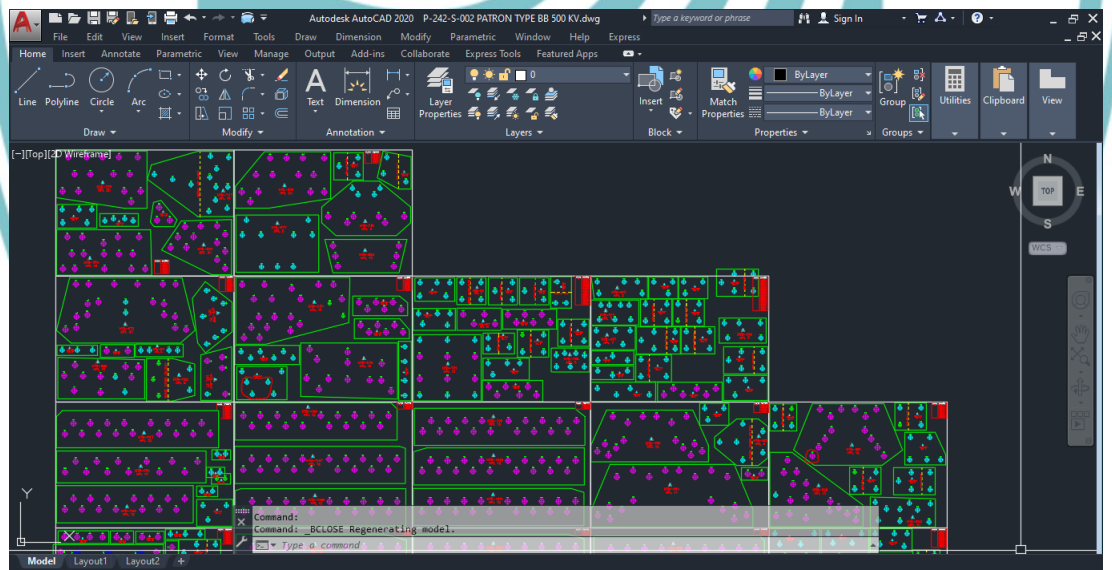 Autodesk AutoCAD 2020 P-242-S-002 PATRON TYPE BB 500 KV.dwg Type a keyword or phrase Sign In
File Edit View Insert Format Tools Draw Dimension Modify Parametric Window Help Express
Home Insert Annotate Parametric View Manage Output Add-ins Collaborate Express Tools Featured Apps
Line Polyline Circle Arc
Text Dimension
Layer Properties
0
Insert
Match Properties
ByLayer
ByLayer
ByLayer
Group
Utilities Clipboard View
Draw Modify Annotation Layers Block Properties Groups
[−][Top][2D Wireframe]
N
W TOP E
S
WCS
Y
X
Command:
Command: _BCLOSE Regenerating model.
Type a command
Model Layout1 Layout2 +